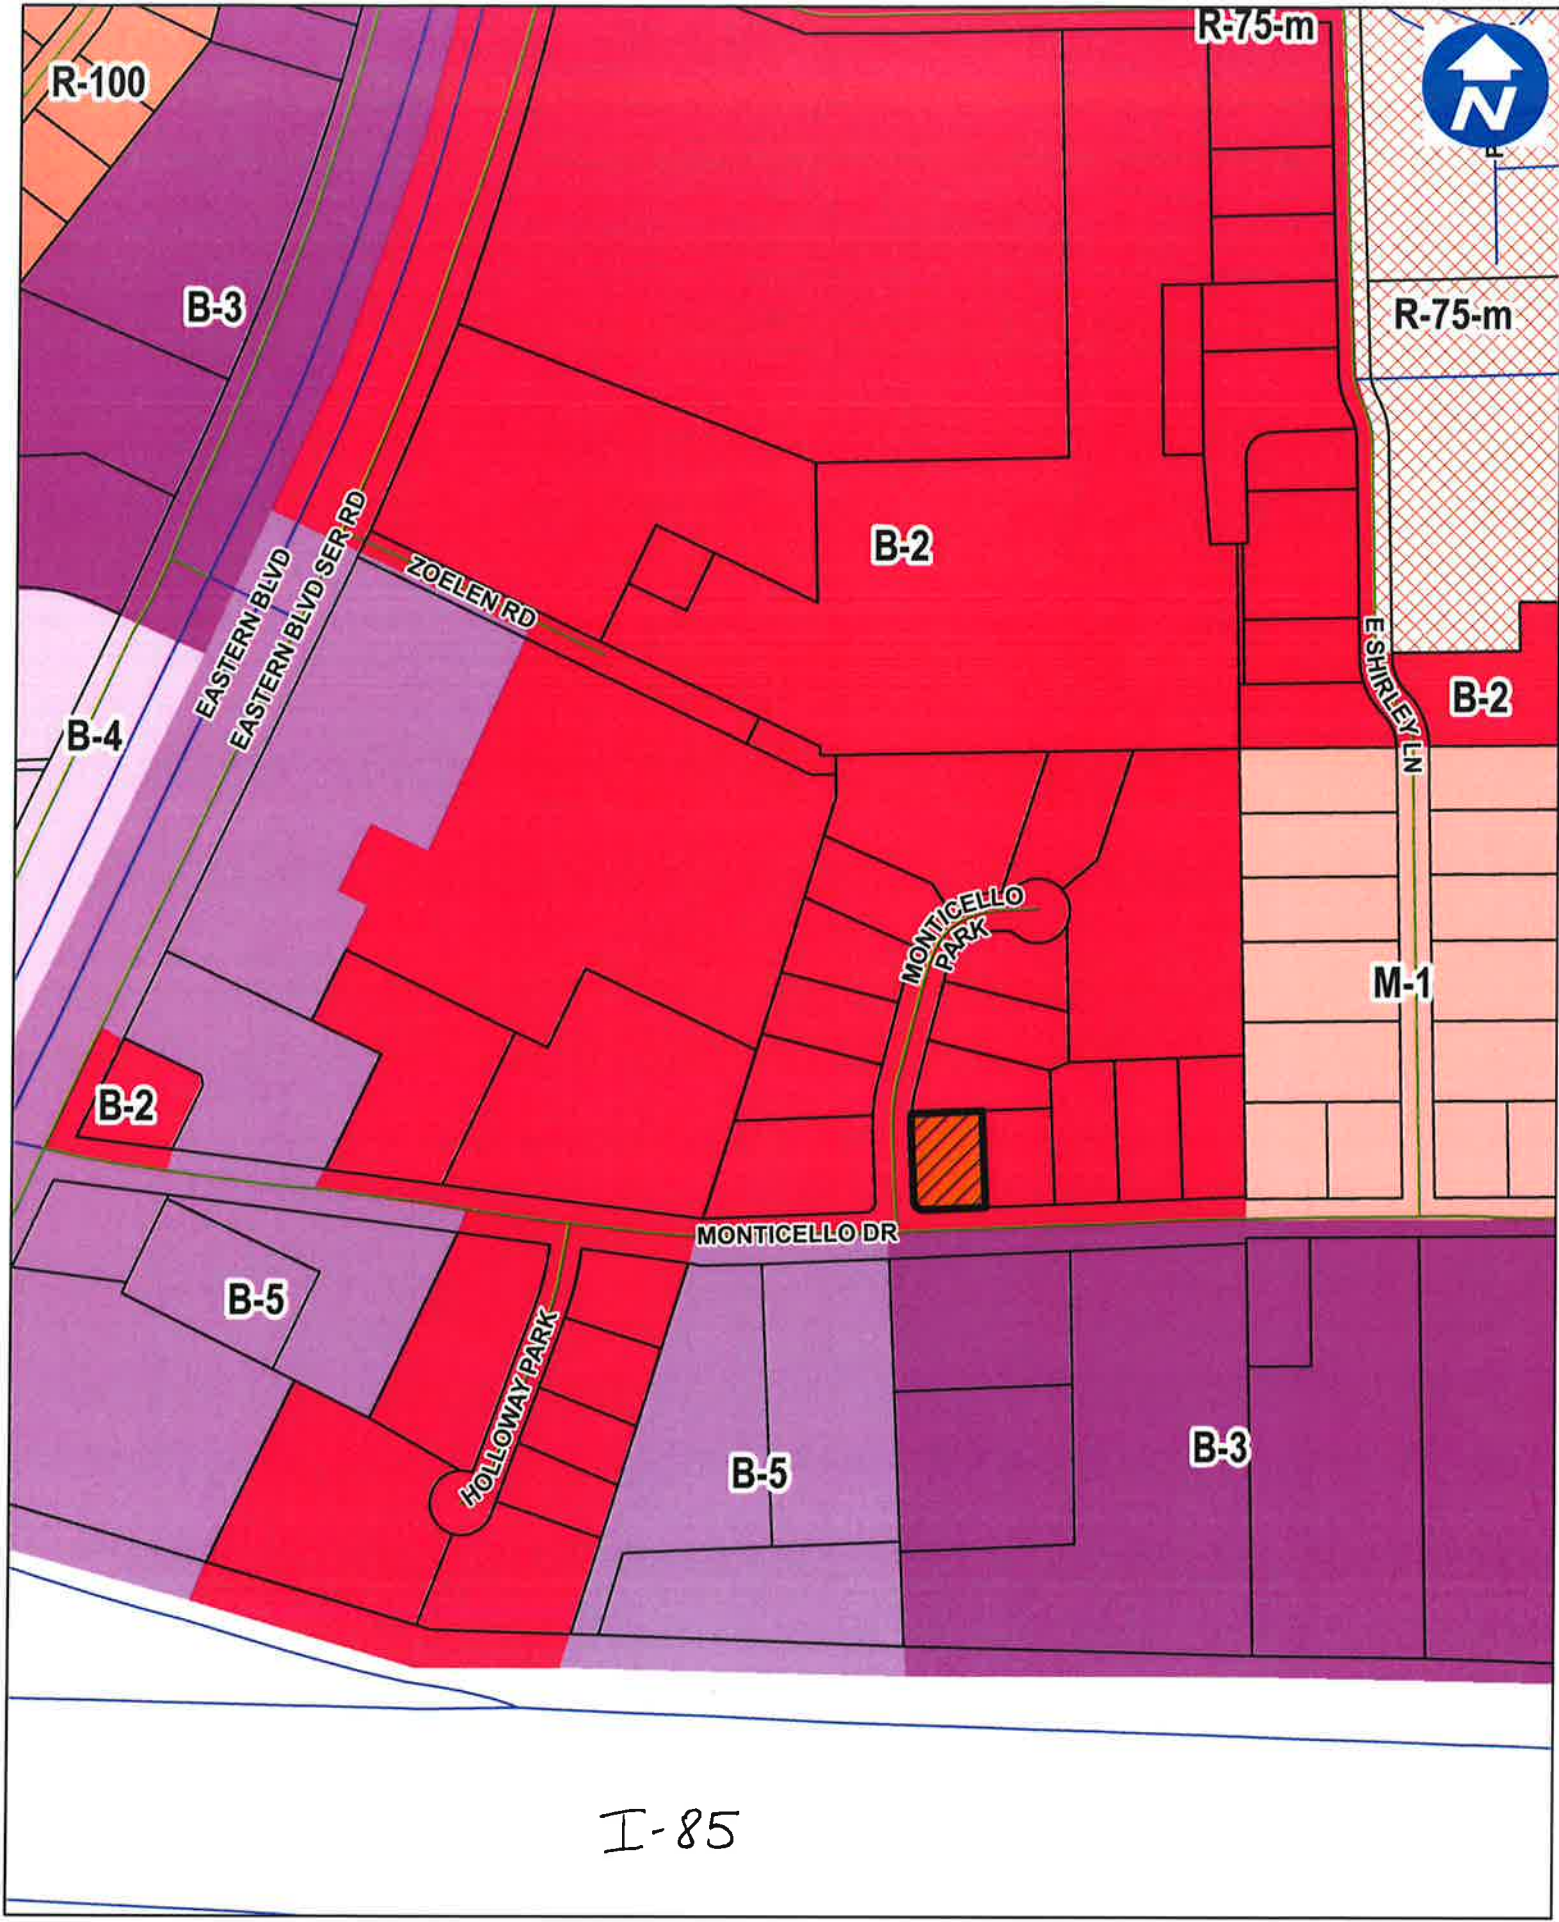 R-75-m
R-100
N
B-3
R-75-m
EASTERN BLVD
EASTERN BLVD SER RD
ZOELEN RD
B-2
E SHIRLEY LN
B-2
B-4
MONTICELLO
PARK
M-1
B-2
MONTICELLO DR
B-5
HOLLOWAY PARK
B-5
B-3
I-85